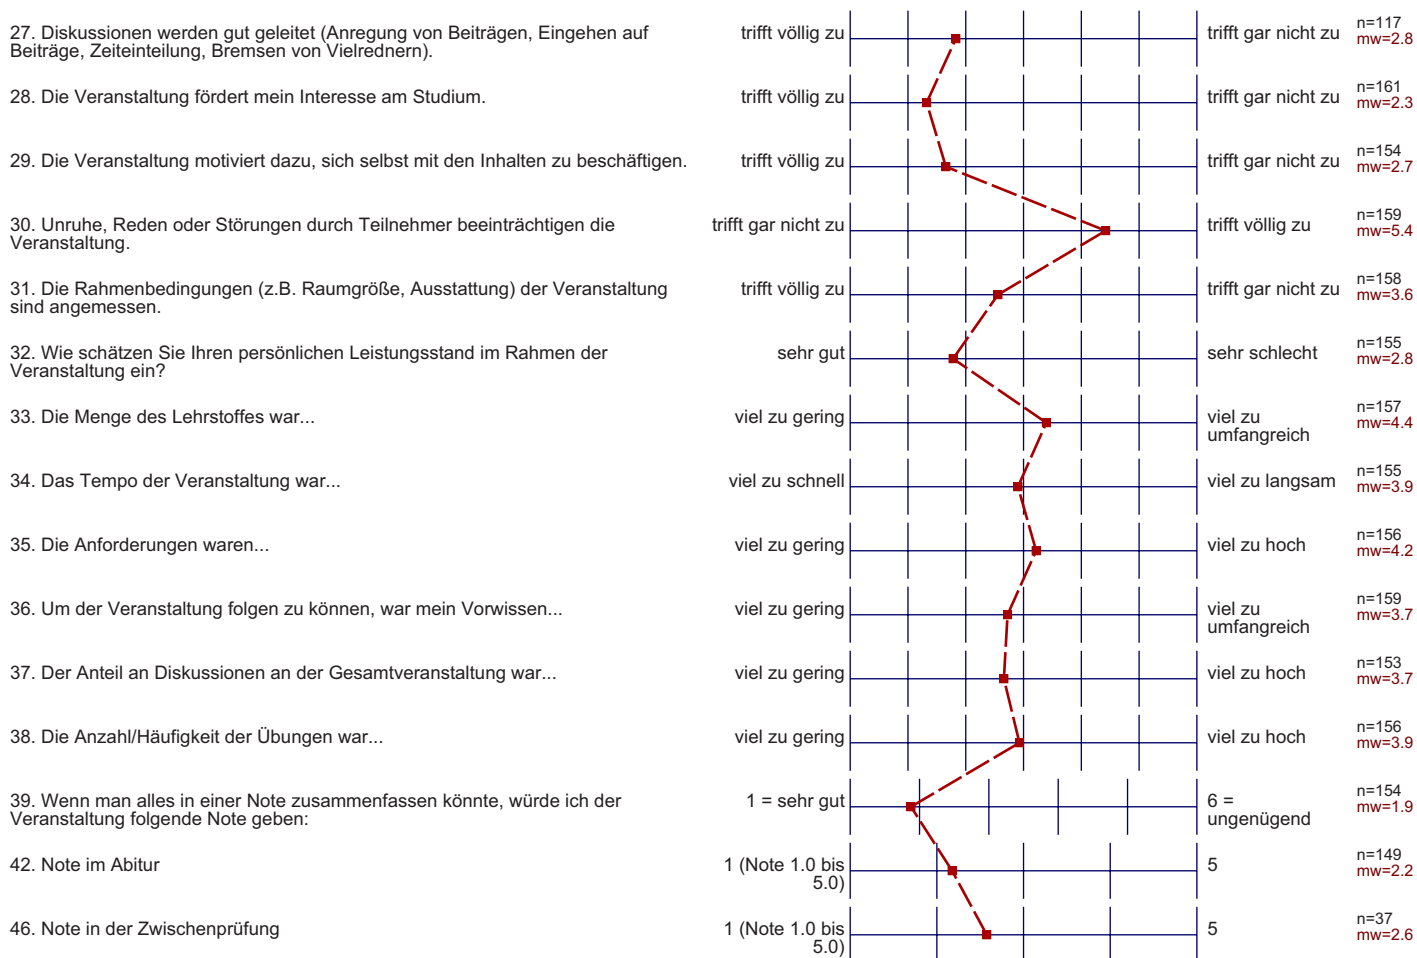 27. Diskussionen werden gut geleitet (Anregung von Beiträgen, Eingehen auf
Beiträge, Zeiteinteilung, Bremsen von Vielrednern).
trifft völlig zu
trifft gar nicht zu
n=117
mw=2.8
28. Die Veranstaltung fördert mein Interesse am Studium.
trifft völlig zu
trifft gar nicht zu
n=161
mw=2.3
29. Die Veranstaltung motiviert dazu, sich selbst mit den Inhalten zu beschäftigen.
trifft völlig zu
trifft gar nicht zu
n=154
mw=2.7
30. Unruhe, Reden oder Störungen durch Teilnehmer beeinträchtigen die
Veranstaltung.
trifft gar nicht zu
trifft völlig zu
n=159
mw=5.4
31. Die Rahmenbedingungen (z.B. Raumgröße, Ausstattung) der Veranstaltung
sind angemessen.
trifft völlig zu
trifft gar nicht zu
n=158
mw=3.6
32. Wie schätzen Sie Ihren persönlichen Leistungsstand im Rahmen der
Veranstaltung ein?
sehr gut
sehr schlecht
n=155
mw=2.8
33. Die Menge des Lehrstoffes war...
viel zu gering
viel zu
umfangreich
n=157
mw=4.4
34. Das Tempo der Veranstaltung war...
viel zu schnell
viel zu langsam
n=155
mw=3.9
35. Die Anforderungen waren...
viel zu gering
viel zu hoch
n=156
mw=4.2
36. Um der Veranstaltung folgen zu können, war mein Vorwissen...
viel zu gering
viel zu
umfangreich
n=159
mw=3.7
37. Der Anteil an Diskussionen an der Gesamtveranstaltung war...
viel zu gering
viel zu hoch
n=153
mw=3.7
38. Die Anzahl/Häufigkeit der Übungen war...
viel zu gering
viel zu hoch
n=156
mw=3.9
39. Wenn man alles in einer Note zusammenfassen könnte, würde ich der
Veranstaltung folgende Note geben:
1 = sehr gut
6 =
ungenügend
n=154
mw=1.9
42. Note im Abitur
1 (Note 1.0 bis
5.0)
5
n=149
mw=2.2
46. Note in der Zwischenprüfung
1 (Note 1.0 bis
5.0)
5
n=37
mw=2.6